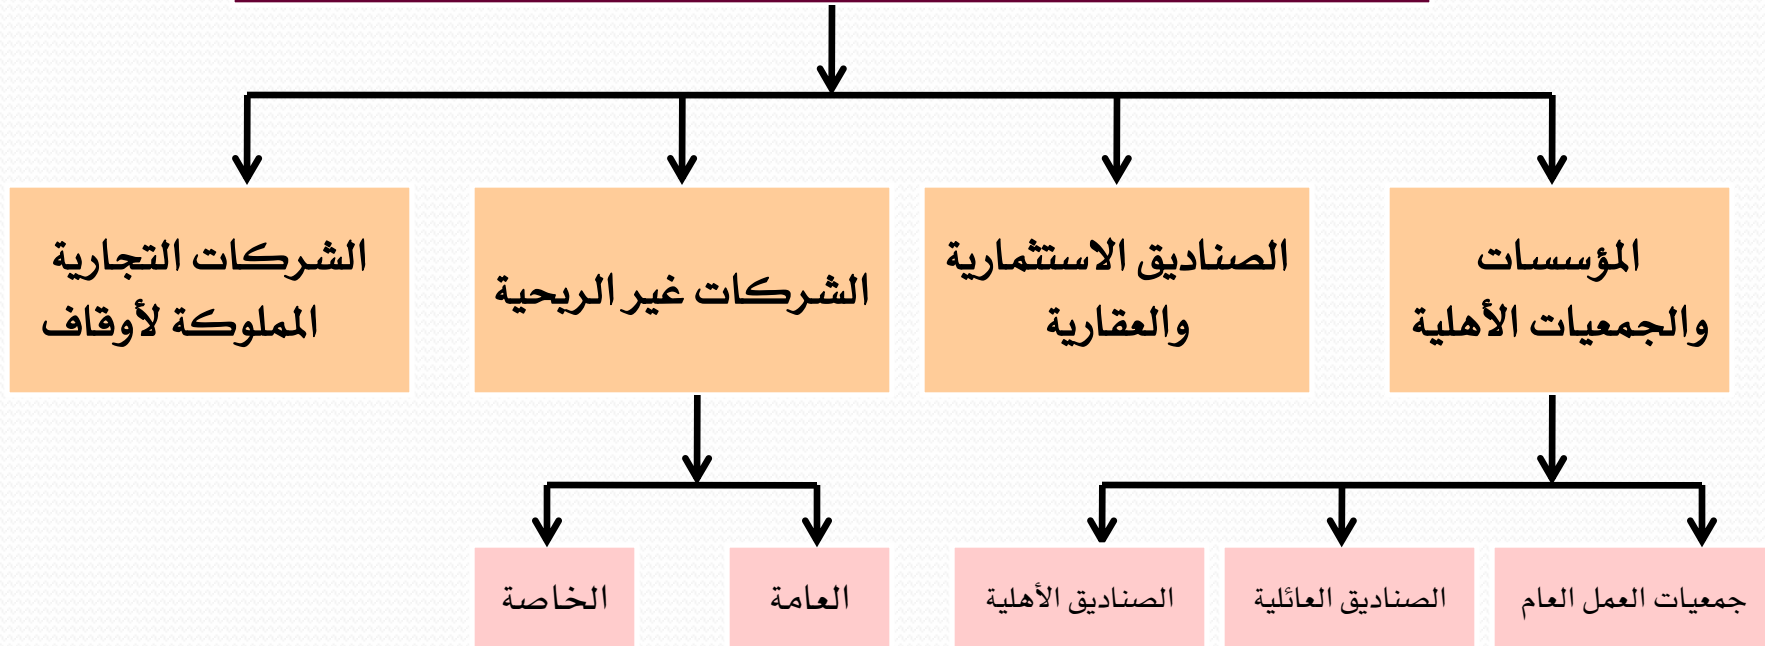 المؤسسات
والجمعيات الأهلية
الصناديق الاستثمارية
والعقارية
الشركات غير الربحية
الشركات التجارية
المملوكة لأوقاف
جمعيات العمل العام
الصناديق العائلية
الصناديق الأهلية
العامة
الخاصة